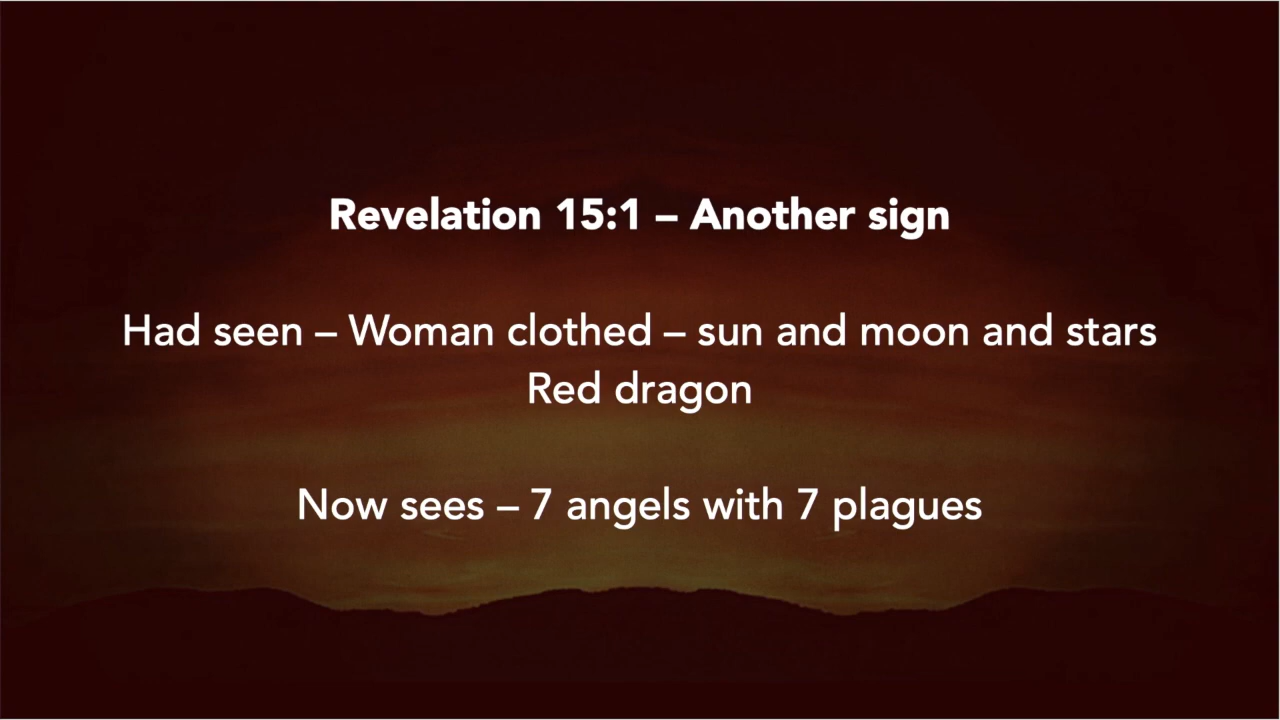 Revelation 15:1 – Another sign
Had seen – Woman clothed – sun and moon and stars
Red dragon
Now sees – 7 angels with 7 plagues